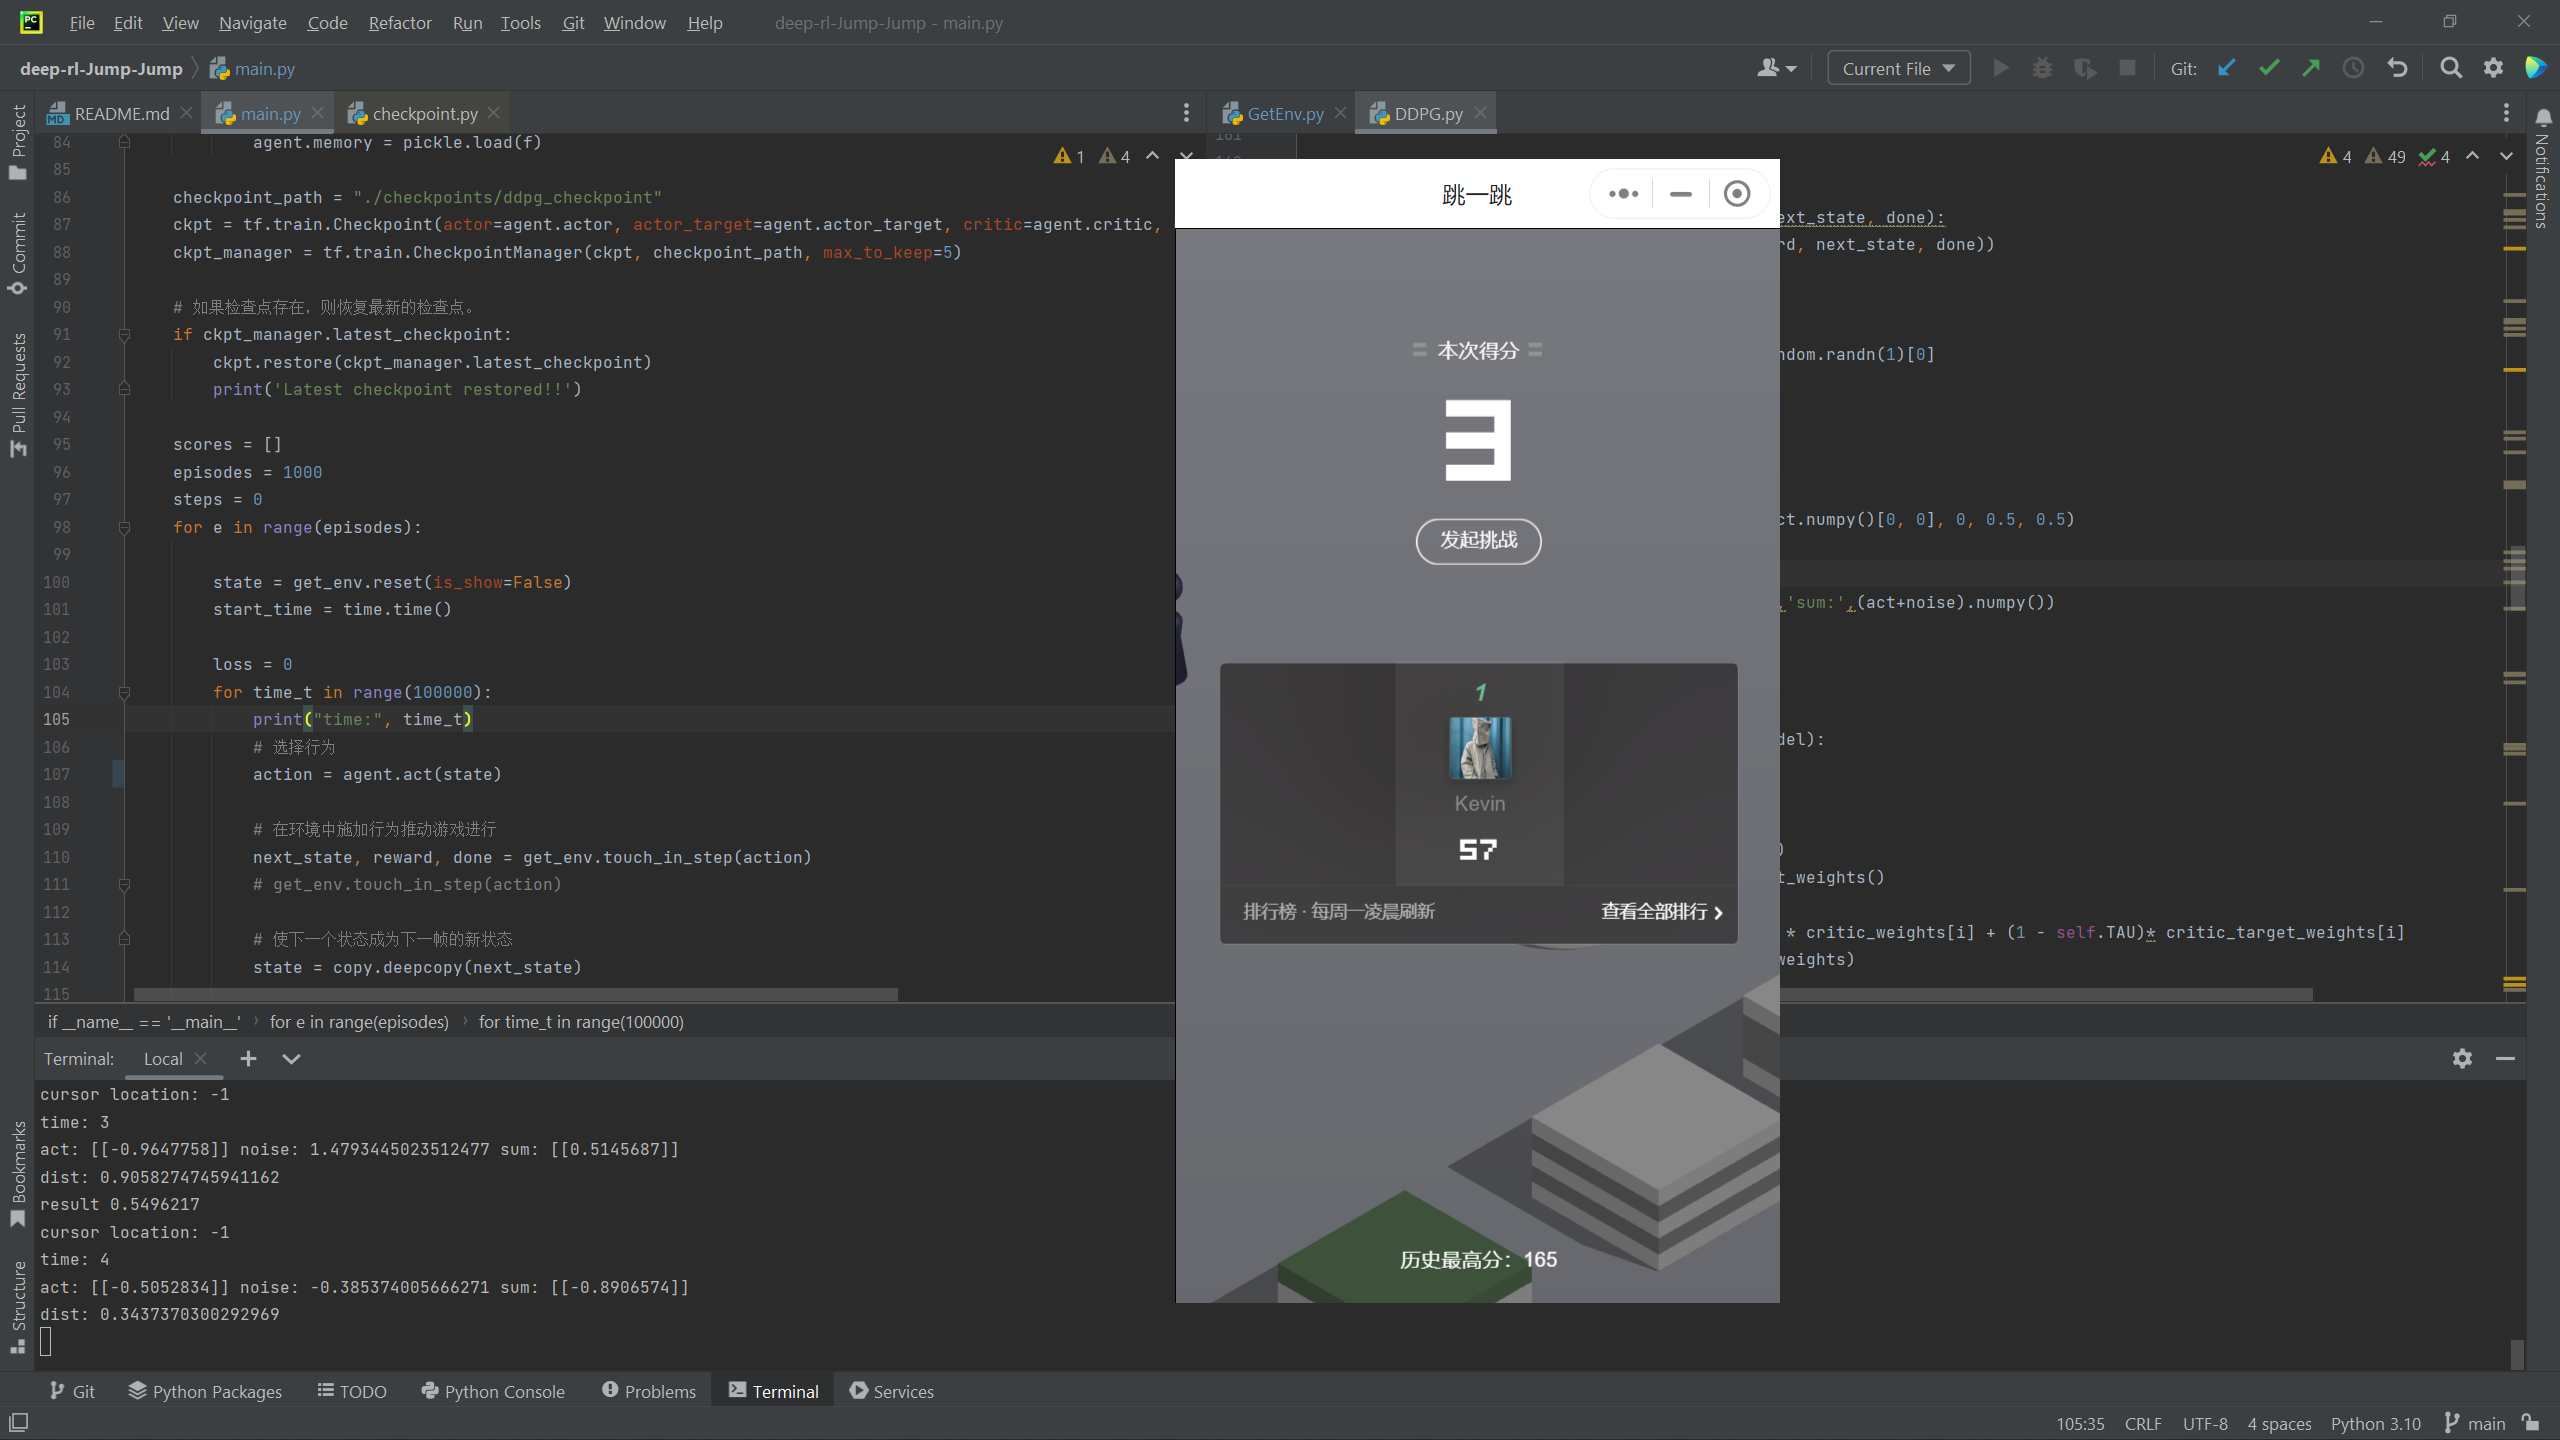 File Edit View Navigate Code Refactor Run Tools Git Window Help deep-rl-Jump-Jump - main.py
deep-rl-Jump-Jump main.py Current File Git:
README.md main.py checkpoint.py GetEnv.py DDPG.py
Project
Commit
Pull Requests
Bookmarks
Structure
Notifications
1 4
4 49 4
84 agent.memory = pickle.load(f)
85
86 checkpoint_path = "./checkpoints/ddpg_checkpoint"
87 ckpt = tf.train.Checkpoint(actor=agent.actor, actor_target=agent.actor_target, critic=agent.critic,
88 ckpt_manager = tf.train.CheckpointManager(ckpt, checkpoint_path, max_to_keep=5)
89
90 # 如果检查点存在，则恢复最新的检查点。
91 if ckpt_manager.latest_checkpoint:
92 ckpt.restore(ckpt_manager.latest_checkpoint)
93 print('Latest checkpoint restored!!')
94
95 scores = []
96 episodes = 1000
97 steps = 0
98 for e in range(episodes):
99
100 state = get_env.reset(is_show=False)
101 start_time = time.time()
102
103 loss = 0
104 for time_t in range(100000):
105 print("time:", time_t)
106 # 选择行为
107 action = agent.act(state)
108
109 # 在环境中施加行为推动游戏进行
110 next_state, reward, done = get_env.touch_in_step(action)
111 # get_env.touch_in_step(action)
112
113 # 使下一个状态成为下一帧的新状态
114 state = copy.deepcopy(next_state)
115
跳一跳
本次得分
3
发起挑战
1
Kevin
57
排行榜·每周一凌晨刷新 查看全部排行
历史最高分：165
ext_state, done):
rd, next_state, done))
ndom.randn(1)[0]
ct.numpy()[0, 0], 0, 0.5, 0.5)
,'sum:',(act+noise).numpy())
del):
)
t_weights()
* critic_weights[i] + (1 - self.TAU)* critic_target_weights[i]
weights)
if __name__ == '__main__' for e in range(episodes) for time_t in range(100000)
Terminal: Local
cursor location: -1
time: 3
act: [[-0.9647758]] noise: 1.4793445023512477 sum: [[0.5145687]]
dist: 0.9058274745941162
result 0.5496217
cursor location: -1
time: 4
act: [[-0.5052834]] noise: -0.385374005666271 sum: [[-0.8906574]]
dist: 0.3437370300292969
Git Python Packages TODO Python Console Problems Terminal Services
105:35 CRLF UTF-8 4 spaces Python 3.10 main